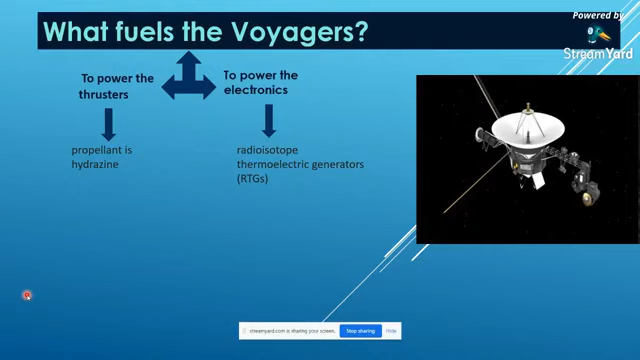 What fuels the Voyagers?
Powered by
StreamYard
To power the
thrusters
To power the
electronics
propellant is
hydrazine
radioisotope
thermoelectric generators
(RTGs)
streamyard.com is sharing your screen.
Stop sharing
Hide